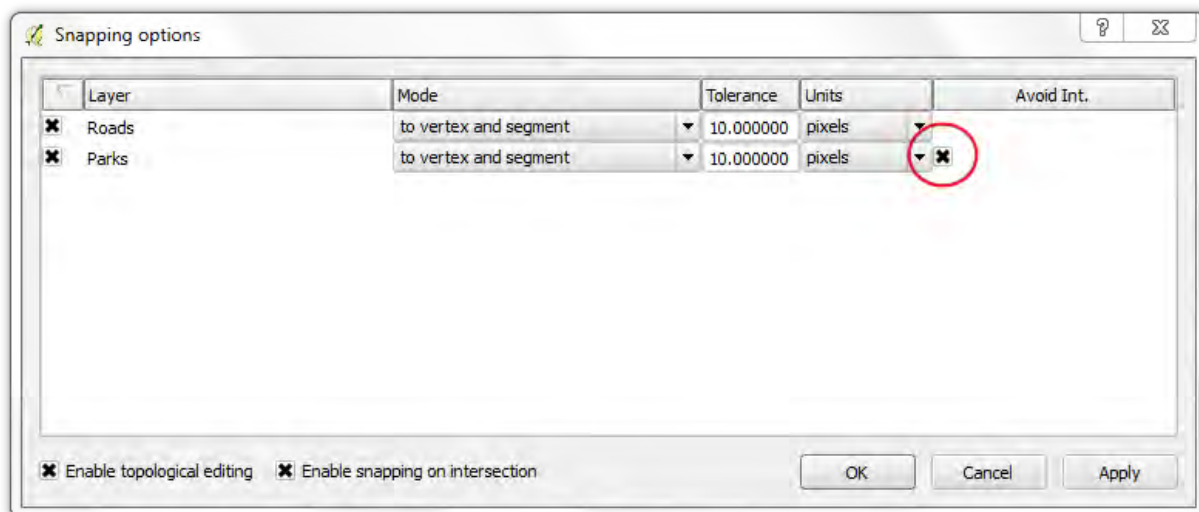 Snapping options
Layer Mode Tolerance Units Avoid Int.
Roads to vertex and segment 10.000000 pixels
Parks to vertex and segment 10.000000 pixels
Enable topological editing Enable snapping on intersection OK Cancel Apply